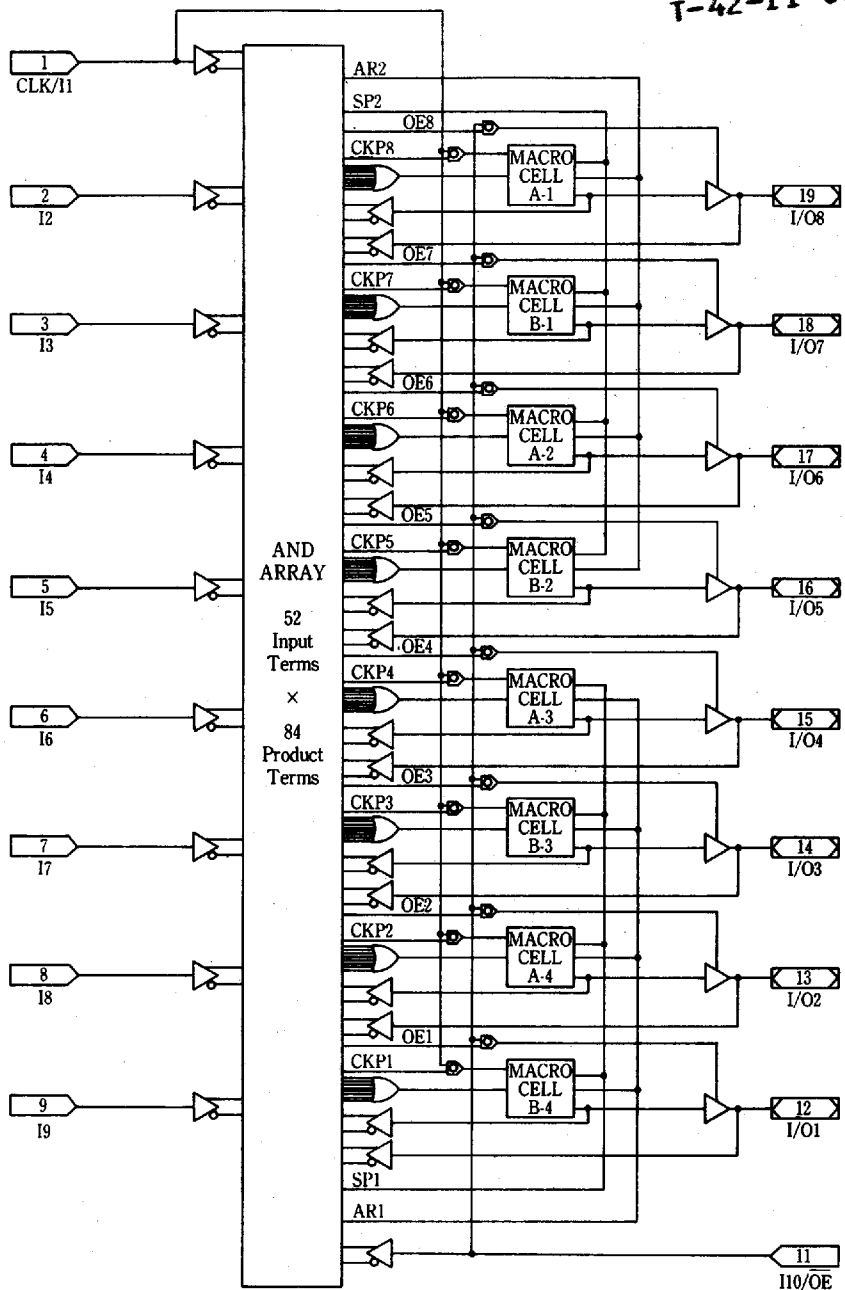 T-42-11
1
CLK/I1
AR2
SP2
OE8
CKP8
MACRO
CELL
A-1
2
I2
19
I/O8
OE7
CKP7
MACRO
CELL
B-1
3
I3
18
I/O7
OE6
CKP6
MACRO
CELL
A-2
4
I4
17
I/O6
OE5
CKP5
MACRO
CELL
B-2
AND
ARRAY
52
Input
Terms
×
84
Product
Terms
5
I5
16
I/O5
OE4
CKP4
MACRO
CELL
A-3
6
I6
15
I/O4
OE3
CKP3
MACRO
CELL
B-3
7
I7
14
I/O3
OE2
CKP2
MACRO
CELL
A-4
8
I8
13
I/O2
OE1
CKP1
MACRO
CELL
B-4
9
I9
12
I/O1
SP1
AR1
11
I10/O̅E̅